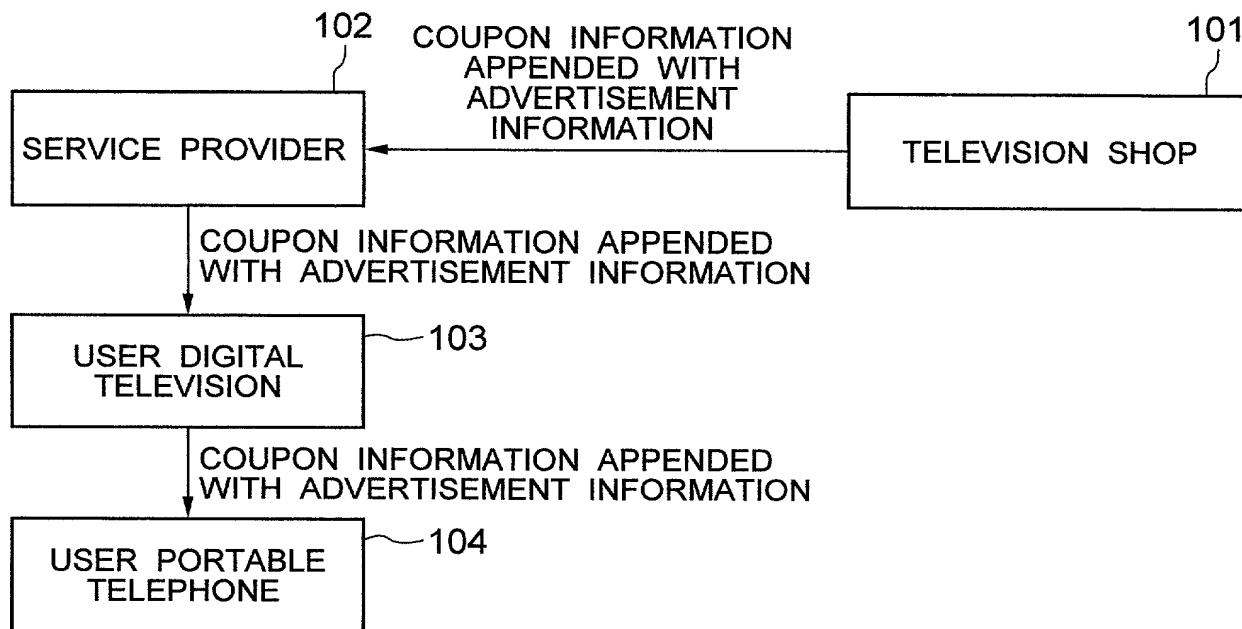 102
COUPON INFORMATION
APPENDED WITH
ADVERTISEMENT
INFORMATION
101
SERVICE PROVIDER
TELEVISION SHOP
COUPON INFORMATION APPENDED
WITH ADVERTISEMENT INFORMATION
103
USER DIGITAL
TELEVISION
COUPON INFORMATION APPENDED
WITH ADVERTISEMENT INFORMATION
104
USER PORTABLE
TELEPHONE